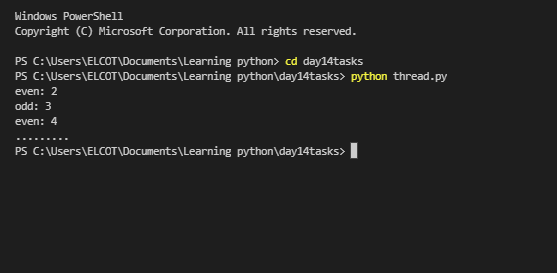 Windows PowerShell
Copyright (C) Microsoft Corporation. All rights reserved.
PS C:\Users\ELCOT\Documents\Learning python> cd day14tasks
PS C:\Users\ELCOT\Documents\Learning python\day14tasks> python thread.py
even: 2
odd: 3
even: 4
.........
PS C:\Users\ELCOT\Documents\Learning python\day14tasks>